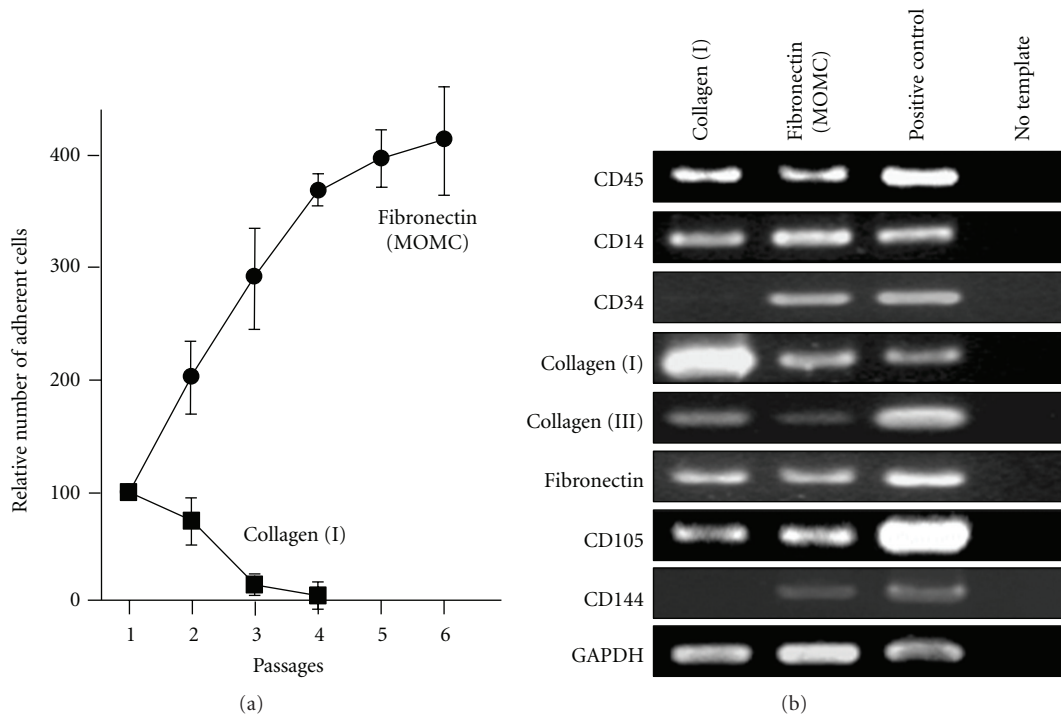 Relative number of adherent cells
400
300
200
100
0
Fibronectin
(MOMC)
Collagen (I)
1 2 3 4 5 6
Passages
(a)
Collagen (I)
Fibronectin
(MOMC)
Positive control
No template
CD45
CD14
CD34
Collagen (I)
Collagen (III)
Fibronectin
CD105
CD144
GAPDH
(b)